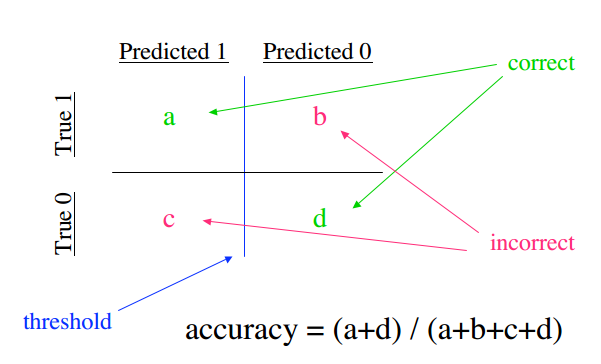 Predicted 1 Predicted 0
correct
True 1
a b
True 0
c d
incorrect
threshold
accuracy = (a+d) / (a+b+c+d)